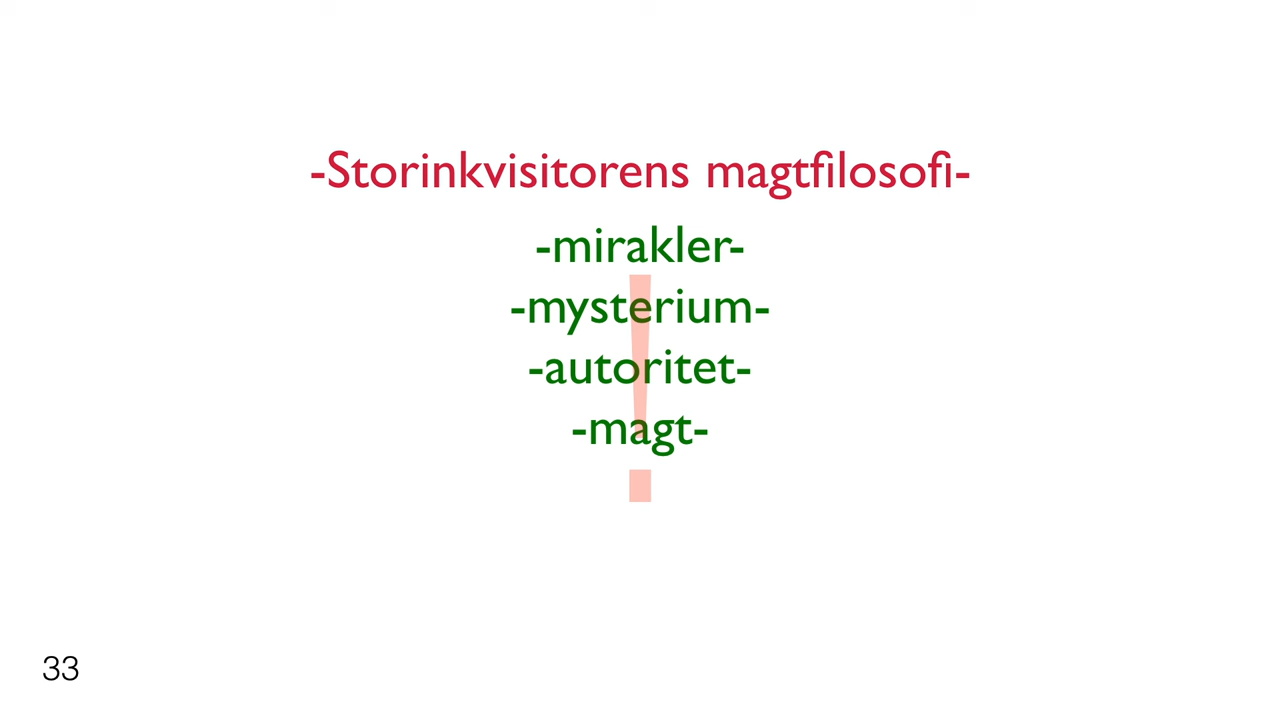 -Storinkvisitorens magtfilosofi-
-mirakler-
-mysterium-
-autoritet-
-magt-
!
33